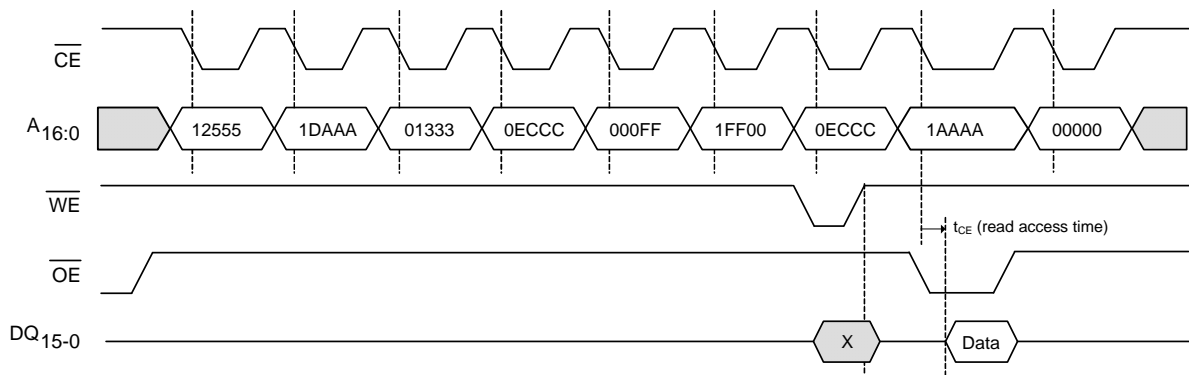 CE
A16:0 12555 1DAAA 01333 0ECCC 000FF 1FF00 0ECCC 1AAAA 00000
WE
tCE (read access time)
OE
DQ15-0 X Data